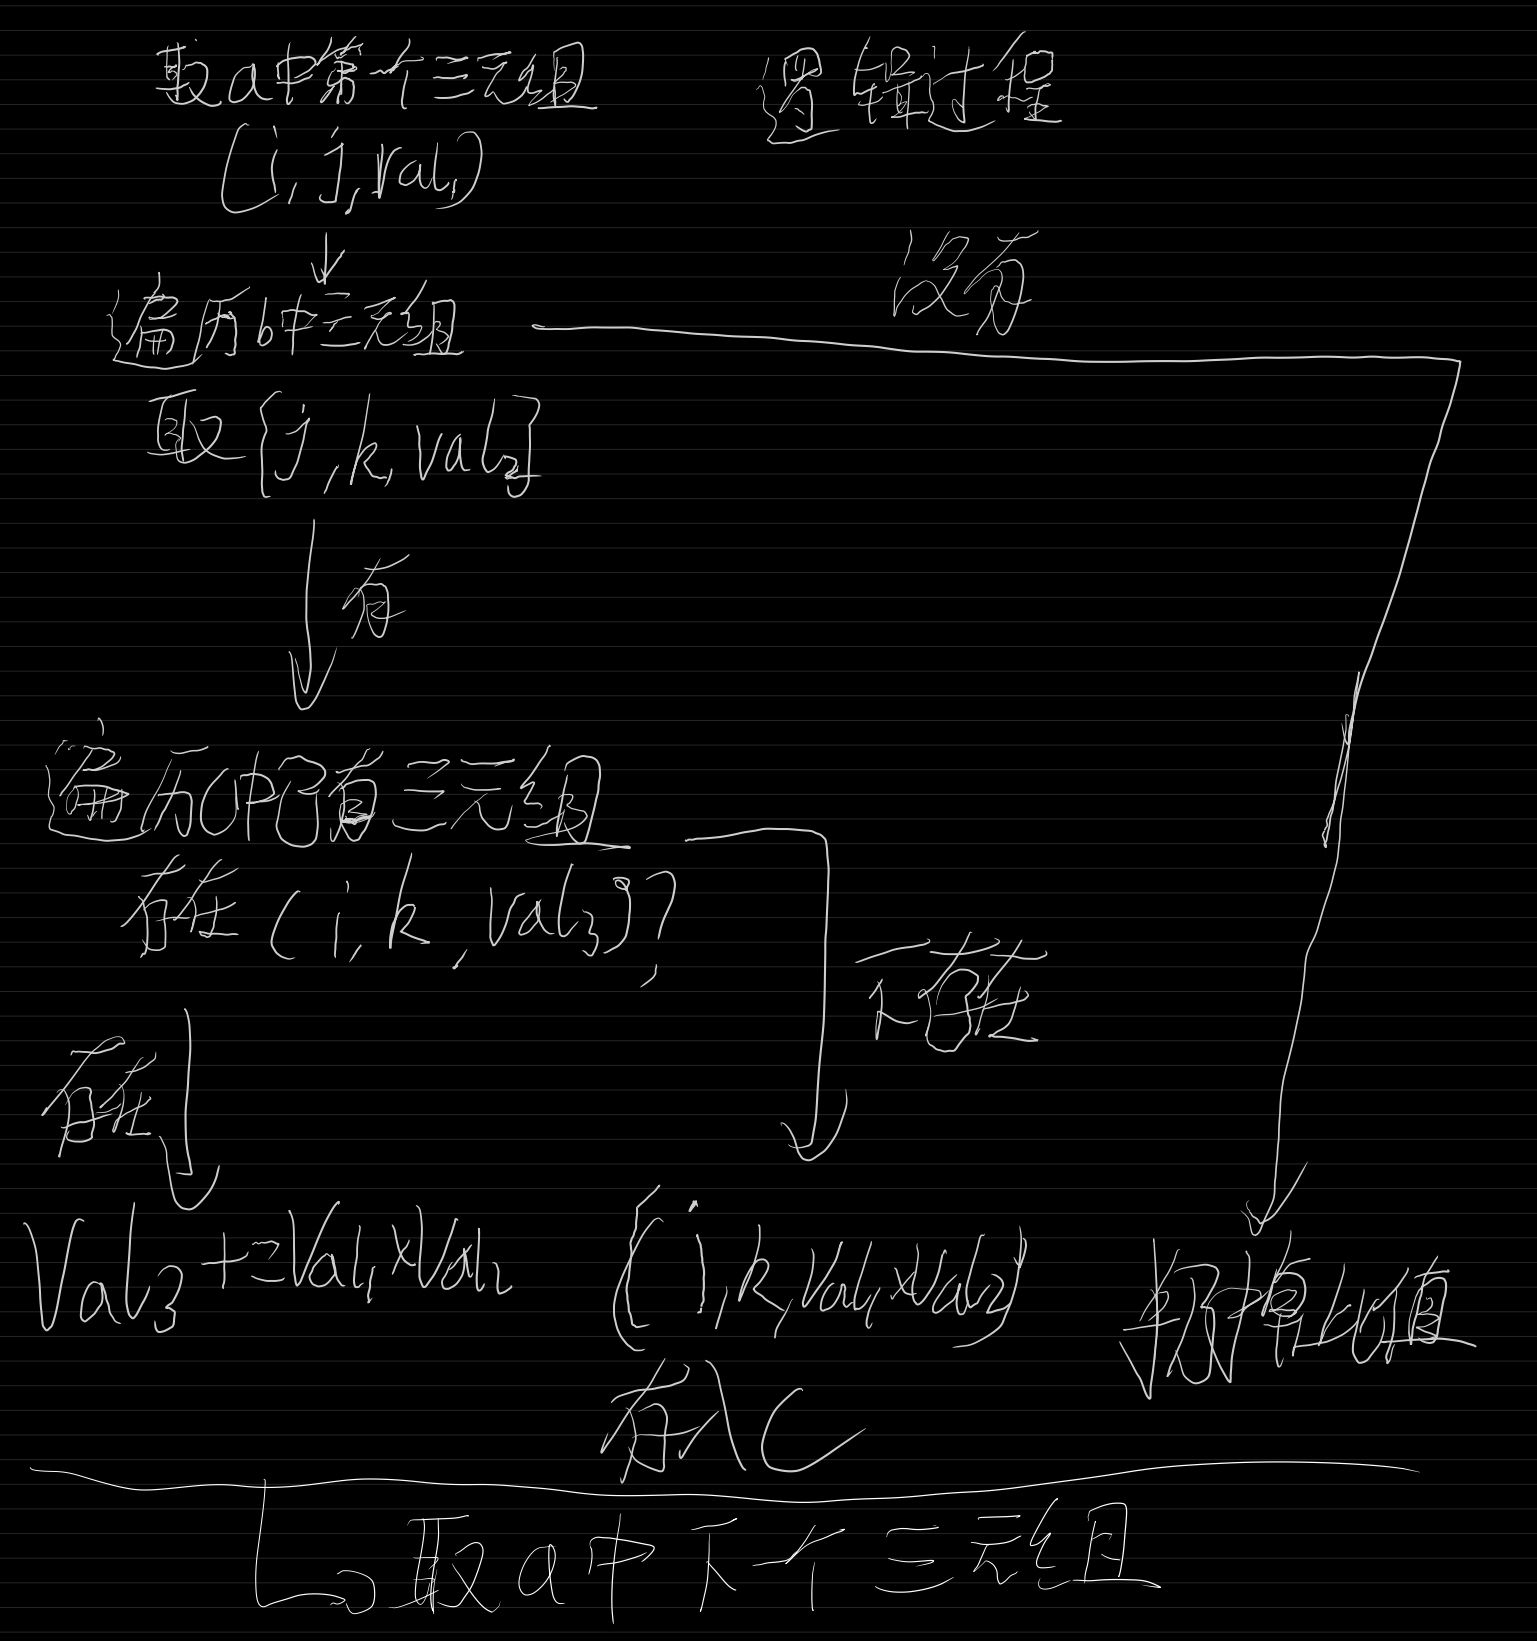 取a中第一个三元组
(i, j, val₁)
逻辑过程
↓
遍历b中三元组
取{j, k, val₂}
没有
有
遍历C中已有三元组
存在(i, k, val₃)?
存在
不存在
Val₃ += Val₁×Val₂
(i, k, Val₁×Val₂)
存入C
掉此值
取a中下一个三元组